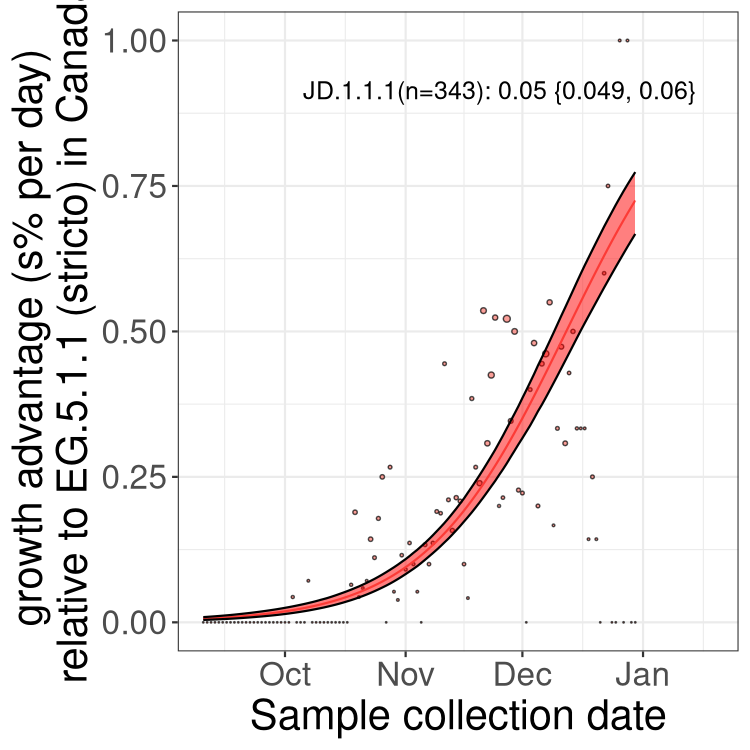 growth advantage (s% per day)
relative to EG.5.1.1 (stricto) in Canada
1.00
JD.1.1.1(n=343): 0.05 {0.049, 0.06}
0.75
0.50
0.25
0.00
Oct Nov Dec Jan
Sample collection date